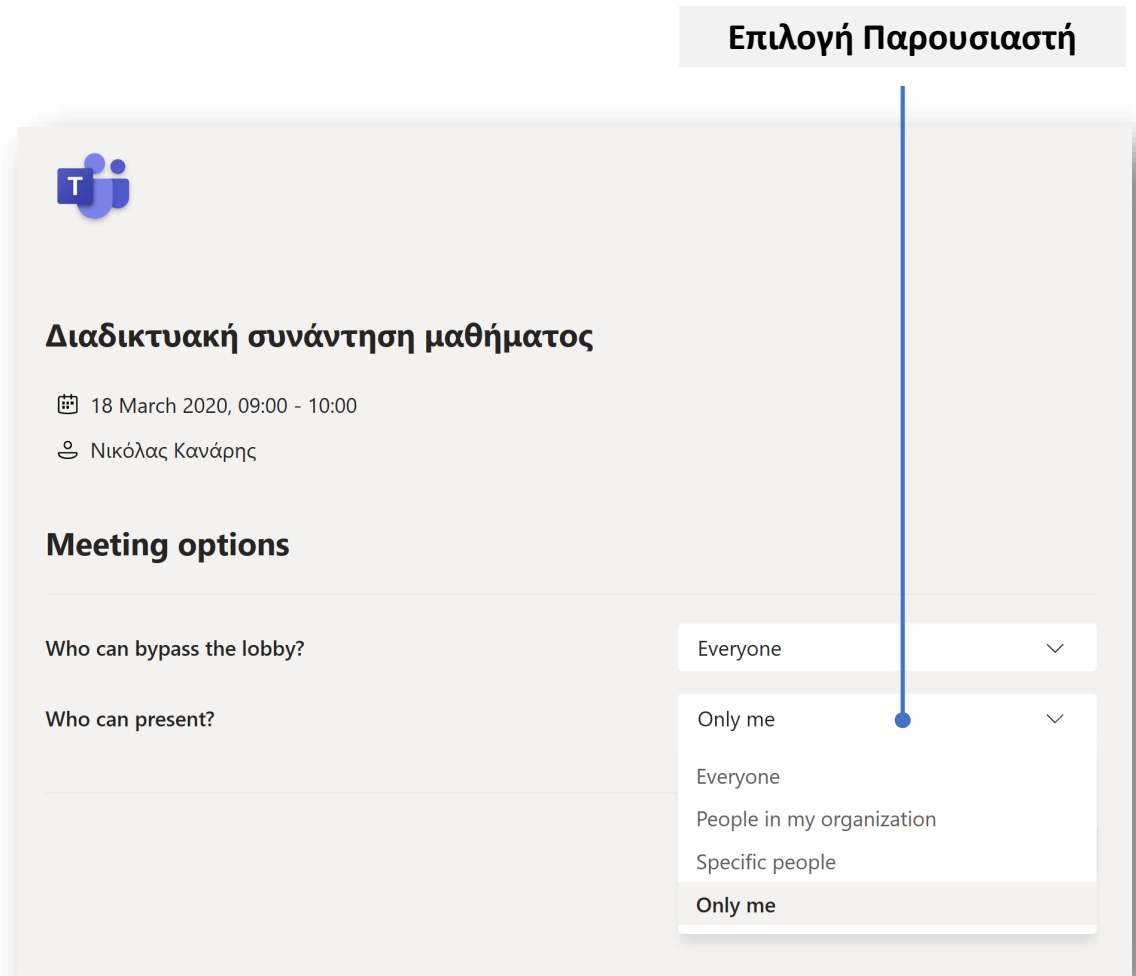 Επιλογή Παρουσιαστή
T
Διαδικτυακή συνάντηση μαθήματος
18 March 2020, 09:00 - 10:00
Νικόλας Κανάρης
Meeting options
Who can bypass the lobby?
Everyone
Who can present?
Only me
Everyone
People in my organization
Specific people
Only me